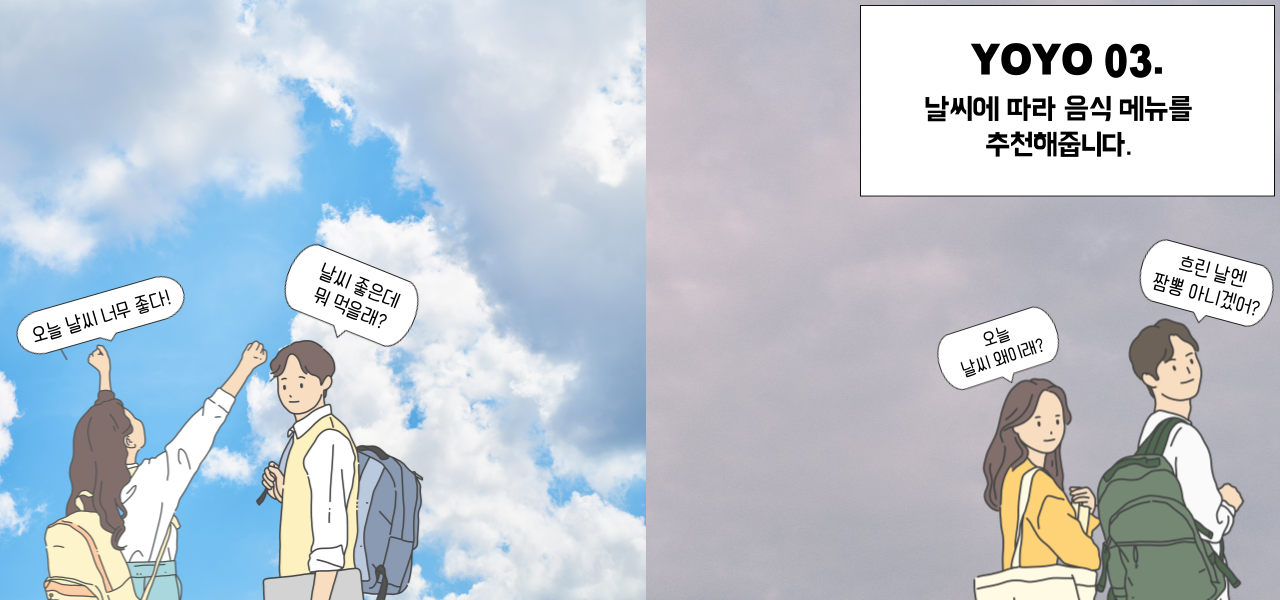 YOYO 03.
날씨에 따라 음식 메뉴를
추천해줍니다.
오늘 날씨 너무 좋다!
날씨 좋은데
뭐 먹을래?
오늘
날씨 왜이래?
흐린 날엔
짬뽕 아니겠어?